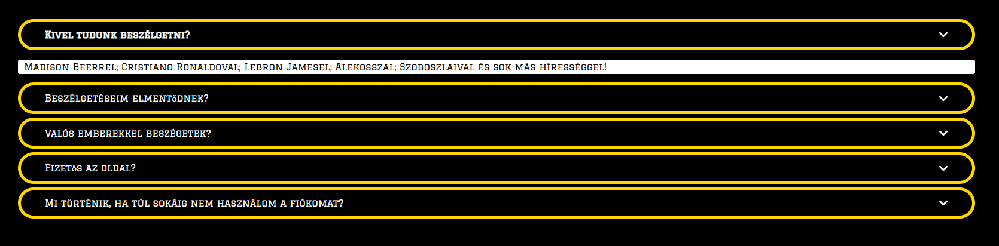 Kivel tudunk beszélgetni?
Madison Beerrel; Cristiano Ronaldoval; Lebron Jamesel; Alekosszal; Szoboszlaival és sok más hírességgel!
Beszélgetéseim elmentődnek?
Valós emberekkel beszégetek?
Fizetős az oldal?
Mi történik, ha túl sokáig nem használom a fiókomat?